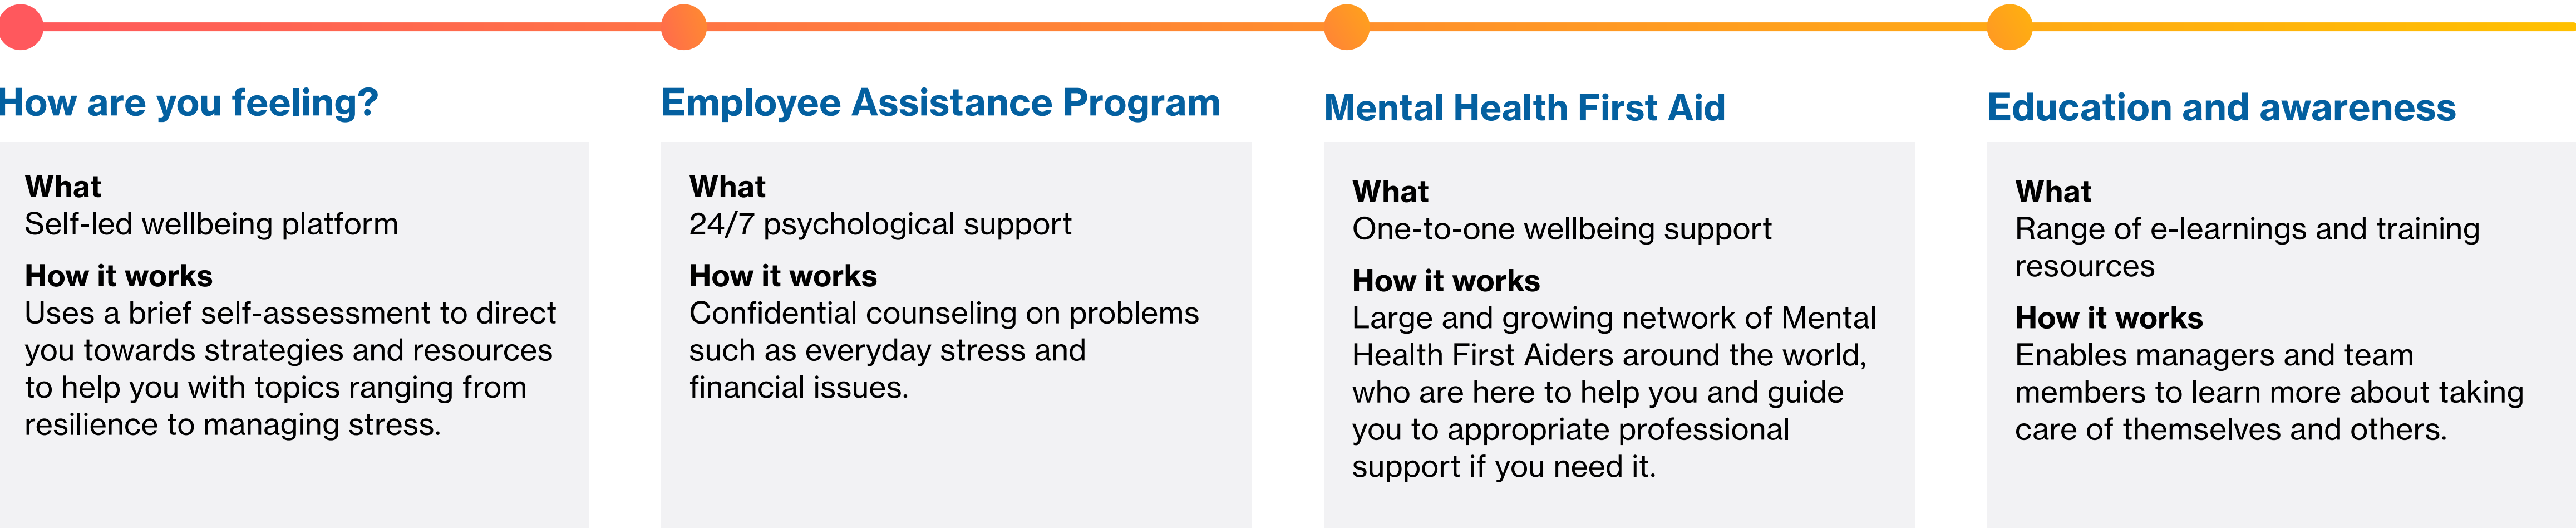 How are you feeling?
What
Self-led wellbeing platform
How it works
Uses a brief self-assessment to direct
you towards strategies and resources
to help you with topics ranging from
resilience to managing stress.
Employee Assistance Program
What
24/7 psychological support
How it works
Confidential counseling on problems
such as everyday stress and
financial issues.
Mental Health First Aid
What
One-to-one wellbeing support
How it works
Large and growing network of Mental
Health First Aiders around the world,
who are here to help you and guide
you to appropriate professional
support if you need it.
Education and awareness
What
Range of e-learnings and training
resources
How it works
Enables managers and team
members to learn more about taking
care of themselves and others.